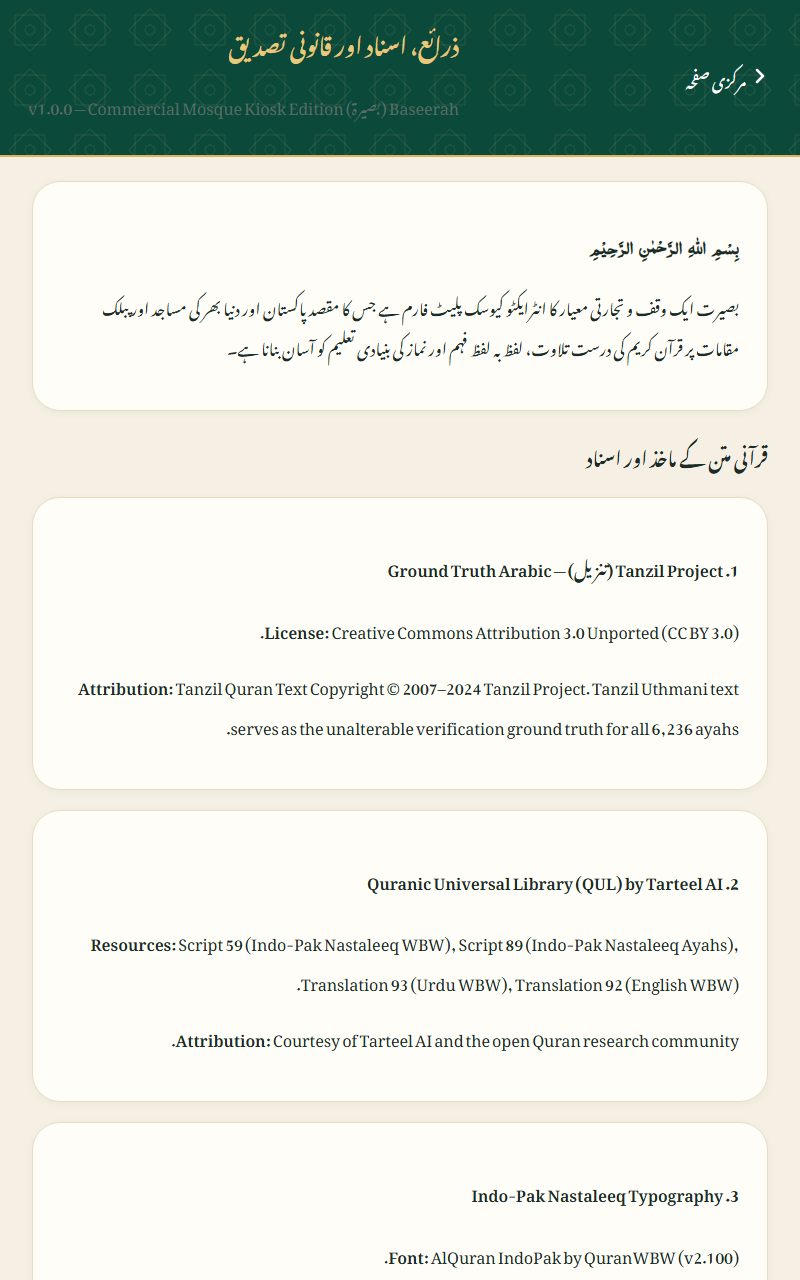 ذرائع، اسناد اور قانونی تصدیق
مرکزی صفحہ
Baseerah (بصيرة) v1.0.0 — Commercial Mosque Kiosk Edition
بِسْمِ اللهِ الرَّحْمٰنِ الرَّحِيْمِ
بصیرت ایک وقف و تجارتی معیار کا انٹرایکٹو کیوسک پلیٹ فارم ہے جس کا مقصد پاکستان اور دنیا بھر کی مساجد اور پبلک
مقامات پر قرآن کریم کی درست تلاوت، لفظ بہ لفظ فہم اور نماز کی بنیادی تعلیم کو آسان بنانا ہے۔
قرآنی متن کے ماخذ اور اسناد
1. Tanzil Project (تنزیل) — Ground Truth Arabic
License: Creative Commons Attribution 3.0 Unported (CC BY 3.0).
Attribution: Tanzil Quran Text Copyright © 2007–2024 Tanzil Project. Tanzil Uthmani text
serves as the unalterable verification ground truth for all 6,236 ayahs.
2. Quranic Universal Library (QUL) by Tarteel AI
Resources: Script 59 (Indo-Pak Nastaleeq WBW), Script 89 (Indo-Pak Nastaleeq Ayahs),
Translation 93 (Urdu WBW), Translation 92 (English WBW).
Attribution: Courtesy of Tarteel AI and the open Quran research community.
3. Indo-Pak Nastaleeq Typography
Font: AlQuran IndoPak by QuranWBW (v2.100).